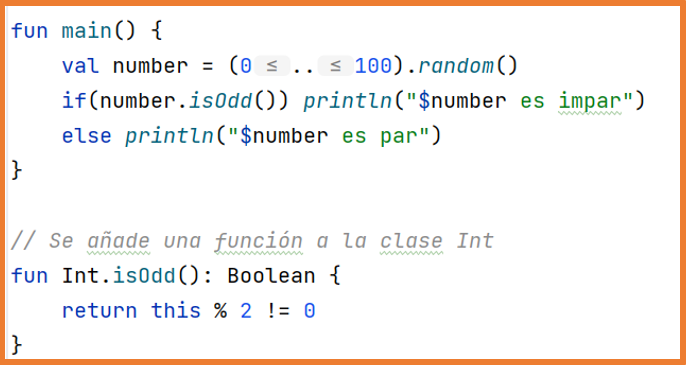 fun main() {
    val number = (0 ≤ .. ≤ 100).random()
    if(number.isOdd()) println("$number es impar")
    else println("$number es par")
}

// Se añade una función a la clase Int
fun Int.isOdd(): Boolean {
    return this % 2 != 0
}